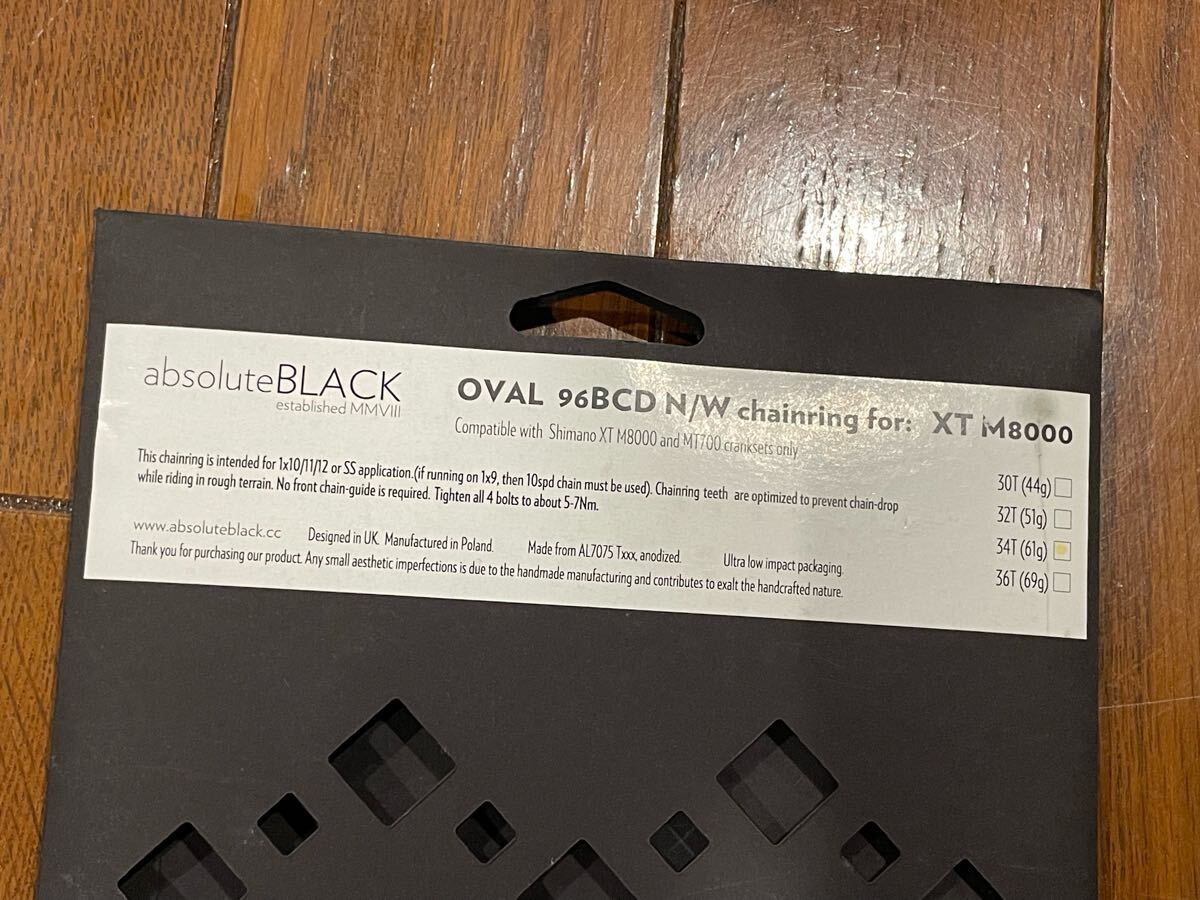 absoluteBLACK
established MMVIII
OVAL 96BCD N/W chainring for: XT M8000
Compatible with Shimano XT M8000 and MT700 cranksets only
This chainring is intended for 1x10/11/12 or SS application.(if running on 1x9, then 10spd chain must be used). Chainring teeth are optimized to prevent chain-drop
while riding in rough terrain. No front chain-guide is required. Tighten all 4 bolts to about 5-7Nm.
30T (44g)
32T (51g)
34T (61g)
36T (69g)
www.absoluteblack.cc Designed in UK. Manufactured in Poland. Made from AL7075 Txxx, anodized. Ultra low impact packaging.
Thank you for purchasing our product. Any small aesthetic imperfections is due to the handmade manufacturing and contributes to exalt the handcrafted nature.